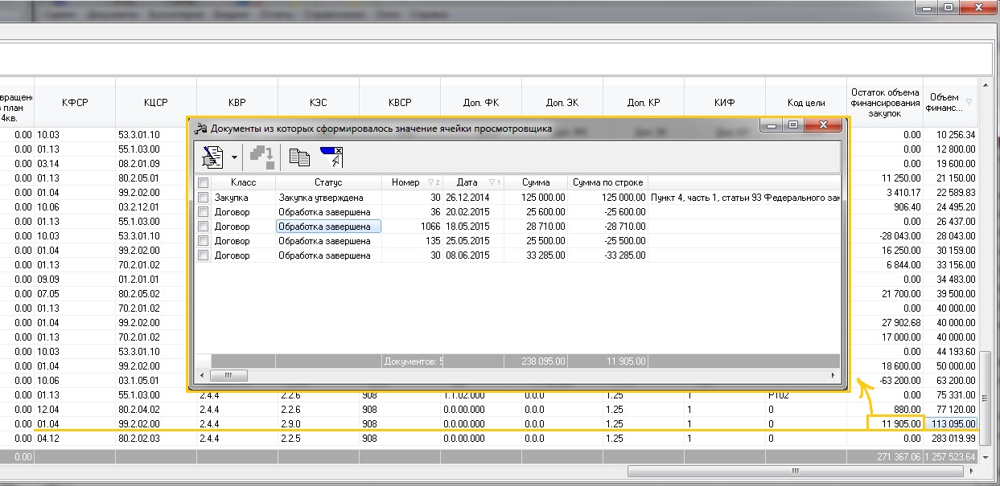 Сервис Документы Бухгалтерия Бюджет Отчеты Справочники Окна Справка
вращен
план
4кв.
КФСР КЦСР КВР КЭС КВСР Доп. ФК Доп. ЭК Доп. КР КИФ Код цели
Остаток объема
финансирования
закупок
Объем
финанс...
Документы из которых сформировалось значение ячейки просмотровщика
Класс Статус Номер 2 Дата 1 Сумма Сумма по строке
Закупка Закупка утверждена 30 26.12.2014 125 000.00 125 000.00 Пункт 4, часть 1, статьи 93 Федерального зак
Договор Обработка завершена 36 20.02.2015 25 600.00 -25 600.00
Договор Обработка завершена 1066 18.05.2015 28 710.00 -28 710.00
Договор Обработка завершена 135 25.05.2015 25 500.00 -25 500.00
Договор Обработка завершена 30 08.06.2015 33 285.00 -33 285.00
Документов: 5 238 095.00 11 905.00
0.00 10.03 53.3.01.10 0.00 10 256.34
0.00 01.13 55.1.03.00 0.00 12 800.00
0.00 03.14 08.2.01.09 0.00 19 600.00
0.00 01.13 80.2.05.01 11 250.00 21 150.00
0.00 01.04 99.2.02.00 3 410.17 22 589.83
0.00 10.06 03.2.12.01 906.40 24 495.20
0.00 01.13 55.1.03.00 0.00 26 437.00
0.00 10.03 53.3.01.10 -28 043.00 28 043.00
0.00 01.04 99.2.02.00 16 250.00 30 159.00
0.00 01.13 70.2.01.02 6 844.00 33 156.00
0.00 09.09 01.2.01.01 0.00 34 483.00
0.00 07.05 80.2.05.02 21 700.00 39 500.00
0.00 01.13 70.2.01.02 0.00 40 000.00
0.00 01.04 99.2.02.00 27 902.68 40 000.00
0.00 01.13 70.2.01.02 17 000.00 40 000.00
0.00 10.03 53.3.01.10 0.00 44 193.60
0.00 01.04 99.2.02.00 18 600.00 50 000.00
0.00 10.06 03.1.05.01 -63 200.00 63 200.00
0.00 01.13 55.1.03.00 2.4.4 2.2.6 908 1.1.02.000 0.0.0 1.25 1 Р102 0.00 75 331.00
0.00 12.04 80.2.04.02 2.4.4 2.2.6 908 0.0.00.000 0.0.0 1.25 1 0 880.00 77 120.00
0.00 01.04 99.2.02.00 2.4.4 2.9.0 908 0.0.00.000 0.0.0 1.25 1 0 11 905.00 113 095.00
0.00 04.12 80.2.02.03 2.4.4 2.2.5 908 0.0.00.000 0.0.0 1.25 1 0 0.00 283 019.99
0.00 271 367.06 1 257 523.64